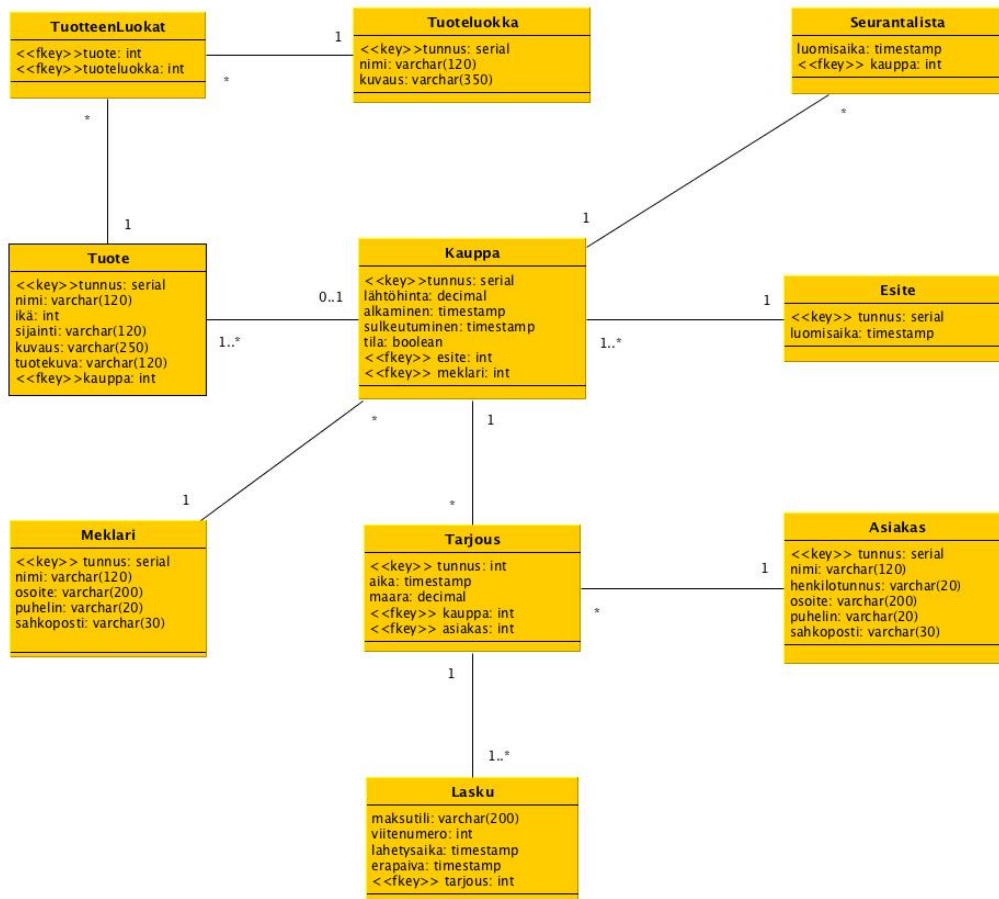 TuotteenLuokat
<<fkey>>tuote: int
<<fkey>>tuoteluokka: int
1
*
Tuoteluokka
<<key>>tunnus: serial
nimi: varchar(120)
kuvaus: varchar(350)
Seurantalista
luomisaika: timestamp
<<fkey>> kauppa: int
*
1
*
1
Tuote
<<key>>tunnus: serial
nimi: varchar(120)
ikä: int
sijainti: varchar(120)
kuvaus: varchar(250)
tuotekuva: varchar(120)
<<fkey>>kauppa: int
0..1
1..*
Kauppa
<<key>>tunnus: serial
lähtöhinta: decimal
alkaminen: timestamp
sulkeutuminen: timestamp
tila: boolean
<<fkey>> esite: int
<<fkey>> meklari: int
1
1..*
Esite
<<key>> tunnus: serial
luomisaika: timestamp
*
1
1
*
Meklari
<<key>> tunnus: serial
nimi: varchar(120)
osoite: varchar(200)
puhelin: varchar(20)
sahkoposti: varchar(30)
Tarjous
<<key>> tunnus: int
aika: timestamp
maara: decimal
<<fkey>> kauppa: int
<<fkey>> asiakas: int
1
*
Asiakas
<<key>> tunnus: serial
nimi: varchar(120)
henkilotunnus: varchar(20)
osoite: varchar(200)
puhelin: varchar(20)
sahkoposti: varchar(30)
1
1..*
Lasku
maksutili: varchar(200)
viitenumero: int
lahetysaika: timestamp
erapaiva: timestamp
<<fkey>> tarjous: int